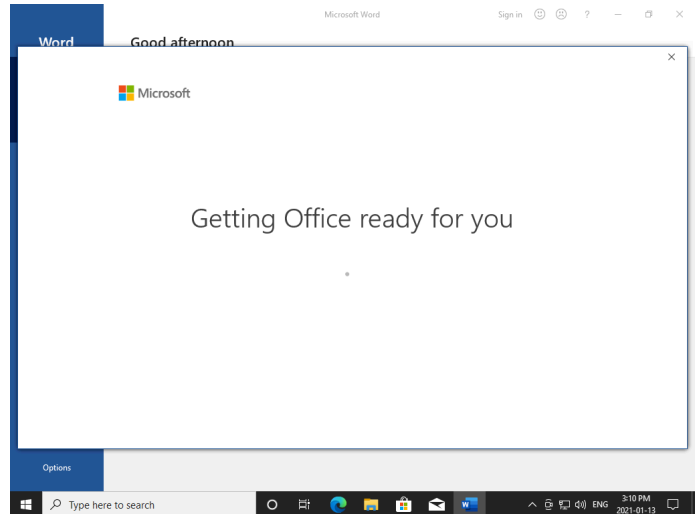 Microsoft Word
Sign in
?
Word
Good afternoon
Microsoft
Getting Office ready for you
Options
Type here to search
W
ENG
3:10 PM
2021-01-13